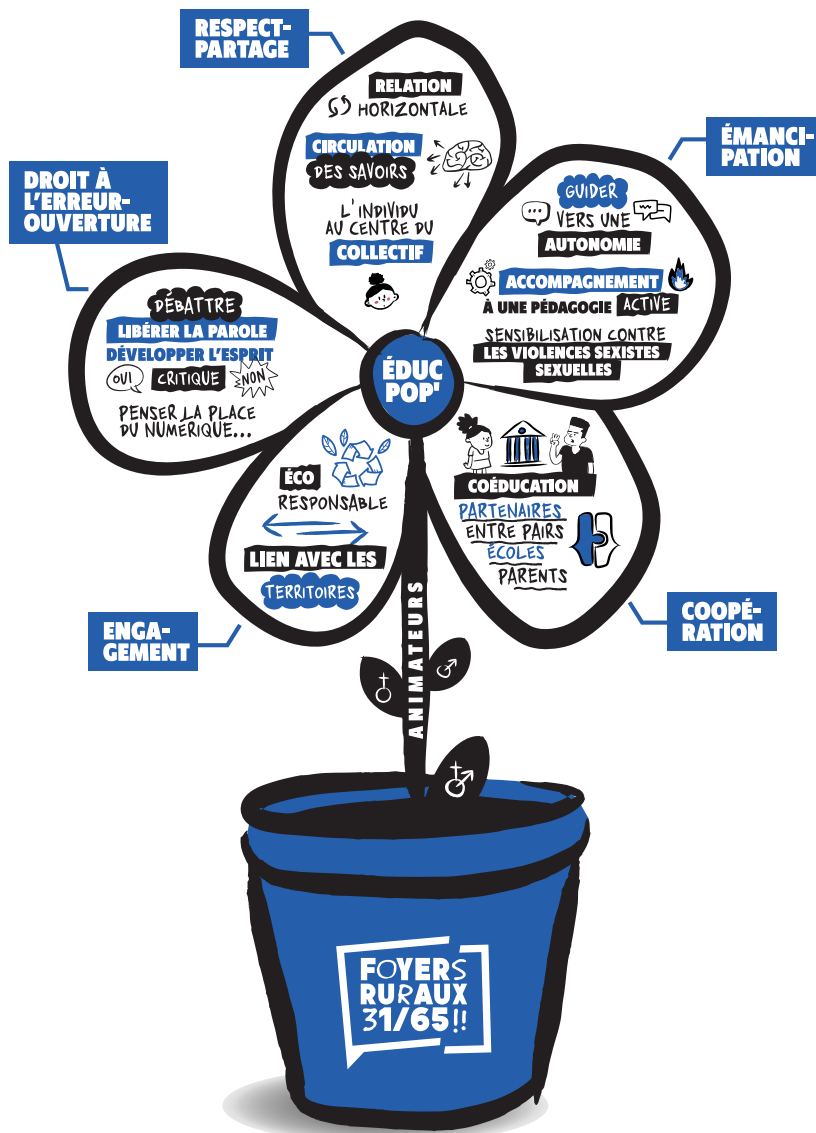 RESPECT-
PARTAGE
RELATION
HORIZONTALE
CIRCULATION
DES SAVOIRS
L'INDIVIDU
AU CENTRE DU
COLLECTIF
ÉMANCI-
PATION
GUIDER
VERS UNE
AUTONOMIE
ACCOMPAGNEMENT
À UNE PÉDAGOGIE ACTIVE
SENSIBILISATION CONTRE
LES VIOLENCES SEXISTES
SEXUELLES
DROIT À
L'ERREUR-
OUVERTURE
DÉBATTRE
LIBÉRER LA PAROLE
DÉVELOPPER L'ESPRIT
OUI CRITIQUE NON
PENSER LA PLACE
DU NUMÉRIQUE...
ÉDUC
POP'
ÉCO
RESPONSABLE
LIEN AVEC LES
TERRITOIRES
ENGA-
GEMENT
COÉDUCATION
PARTENAIRES
ENTRE PAIRS
ÉCOLES
PARENTS
COOPÉ-
RATION
ANIMATEURS
FOYERS
RURAUX
31/65!!